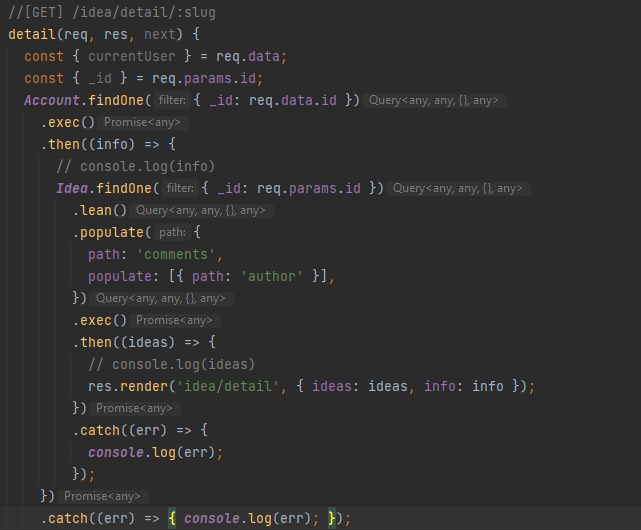 //[GET] /idea/detail/:slug
detail(req, res, next) {
const { currentUser } = req.data;
const { _id } = req.params.id;
Account.findOne( filter: { _id: req.data.id }) Query<any, any, {}, any>
.exec() Promise<any>
.then((info) => {
// console.log(info)
Idea.findOne( filter: { _id: req.params.id }) Query<any, any, {}, any>
.lean() Query<any, any, {}, any>
.populate( path: {
path: 'comments',
populate: [{ path: 'author' }],
}) Query<any, any, {}, any>
.exec() Promise<any>
.then((ideas) => {
// console.log(ideas)
res.render('idea/detail', { ideas: ideas, info: info });
}) Promise<any>
.catch((err) => {
console.log(err);
});
}) Promise<any>
.catch((err) => { console.log(err); });